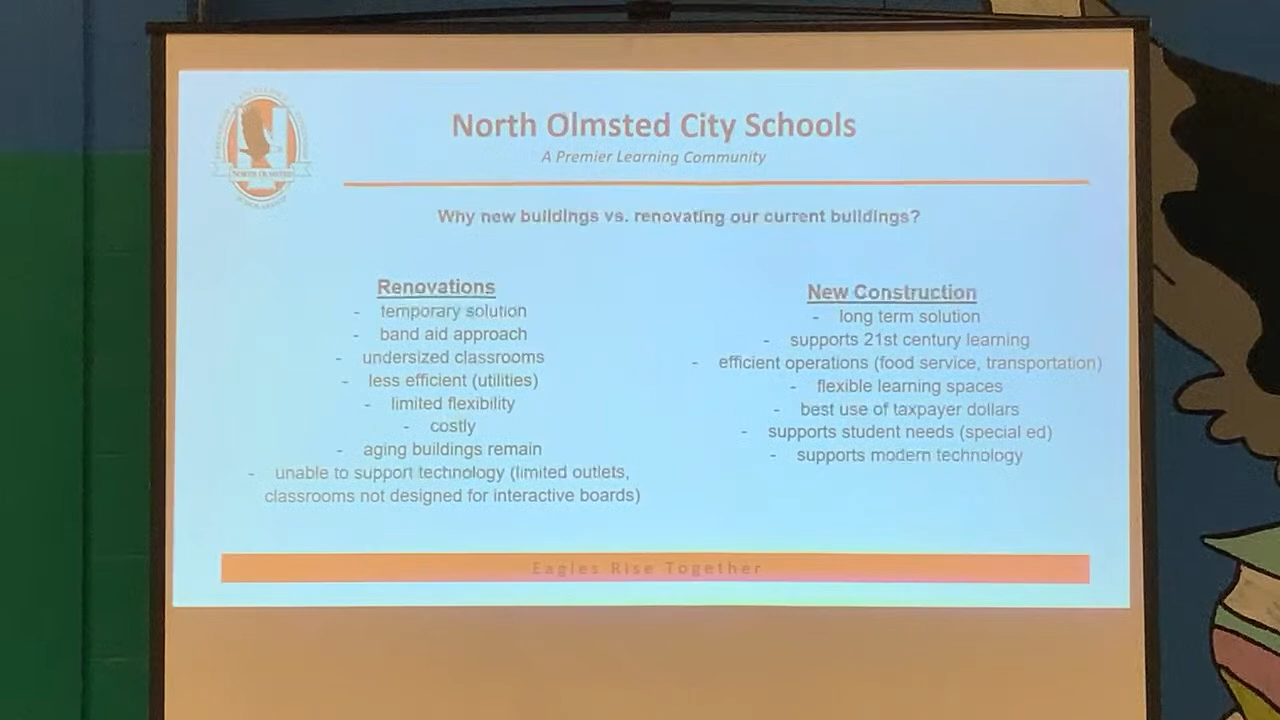 North Olmsted City Schools
A Premier Learning Community
NORTH OLMSTED
Why new buildings vs. renovating our current buildings?
Renovations
- temporary solution
- band aid approach
- undersized classrooms
- less efficient (utilities)
- limited flexibility
- costly
- aging buildings remain
- unable to support technology (limited outlets,
classrooms not designed for interactive boards)
New Construction
- long term solution
- supports 21st century learning
- efficient operations (food service, transportation)
- flexible learning spaces
- best use of taxpayer dollars
- supports student needs (special ed)
- supports modern technology
Eagles Rise Together